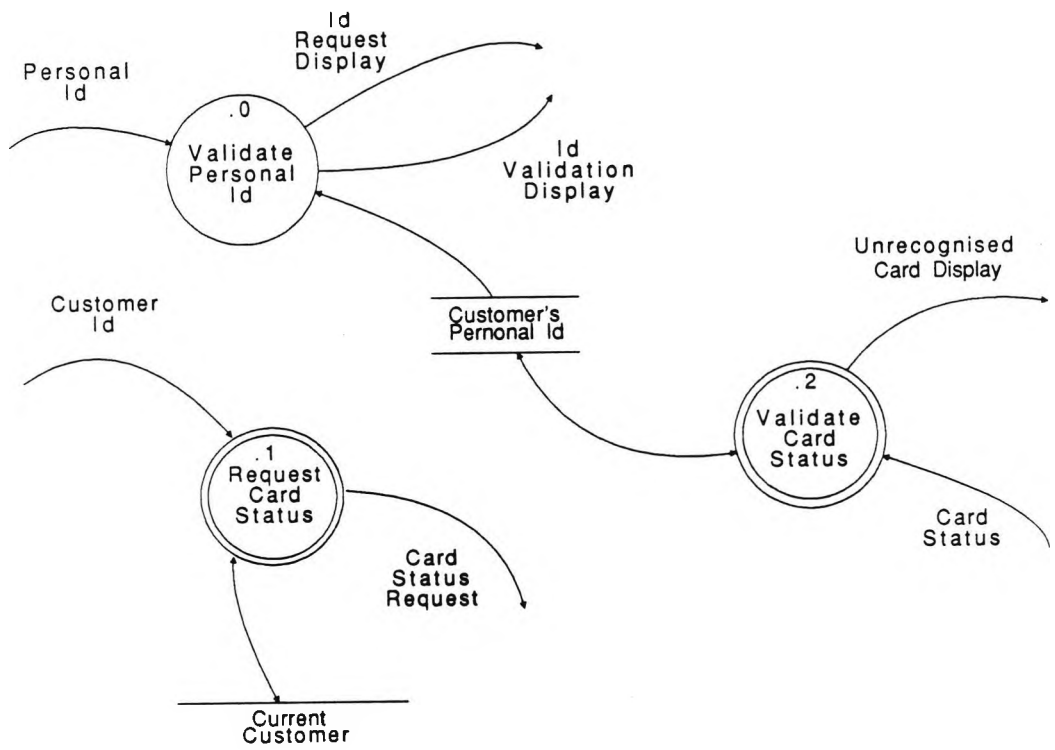 Id
Request
Display
Personal
Id
.0
Validate
Personal
Id
Id
Validation
Display
Unrecognised
Card Display
Customer
Id
Customer's
Pernonal Id
.2
Validate
Card
Status
.1
Request
Card
Status
Card
Status
Card
Status
Request
Current
Customer